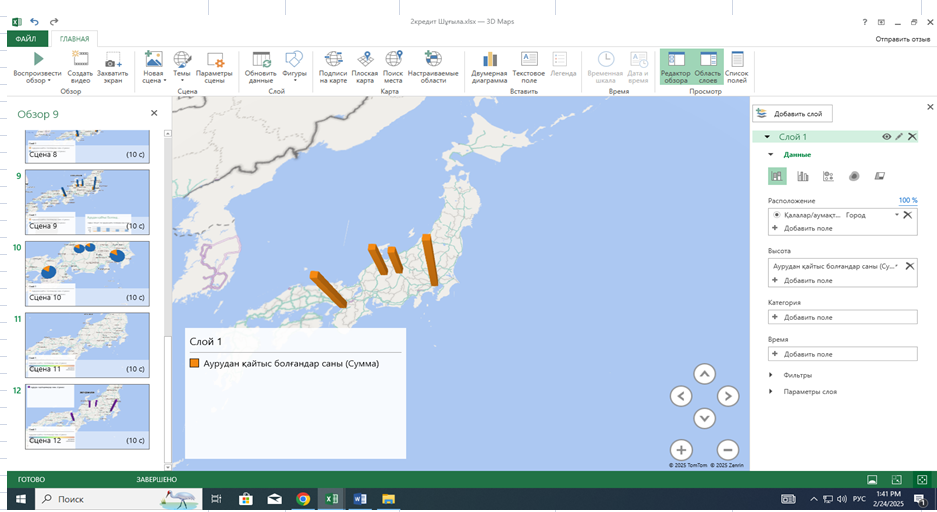 2кредит Шұғыла.xlsx — 3D Maps
ФАЙЛ ГЛАВНАЯ
Отправить отзыв
Воспроизвести обзор
Создать видео
Захватить экран
Новая сцена
Темы
Параметры сцены
Обновить данные
Фигуры
Подписи на карте
Плоская карта
Поиск места
Настраиваемые области
Двумерная диаграмма
Текстовое поле
Легенда
Временная шкала
Дата и время
Редактор обзора
Область слоев
Список полей
Обзор Сцена Слой Карта Вставить Время Просмотр
Обзор 9
Сцена 8 (10 с)
9
Сцена 9 (10 с)
10
Сцена 10 (10 с)
11
Сцена 11 (10 с)
12
Сцена 12 (10 с)
Слой 1
Аурудан қайтыс болғандар саны (Сумма)
© 2025 TomTom © 2025 Zenrin
Добавить слой
Слой 1
Данные
Расположение 100 %
Қалалар/аумақт... Город
Добавить поле
Высота
Аурудан қайтыс болғандар саны (Су...
Добавить поле
Категория
Добавить поле
Время
Добавить поле
Фильтры
Параметры слоя
ГОТОВО ЗАВЕРШЕНО
Поиск
РУС
1:41 PM
2/24/2025